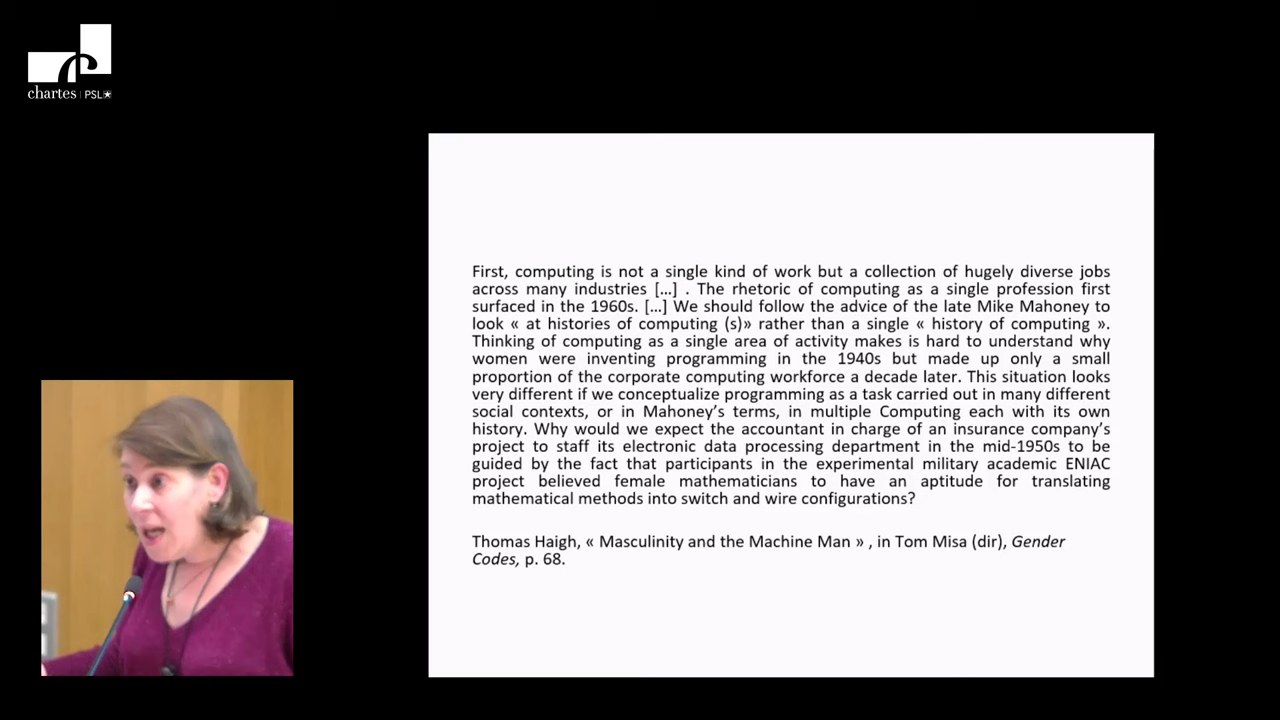 chartes | PSL★
First, computing is not a single kind of work but a collection of hugely diverse jobs
across many industries [...] . The rhetoric of computing as a single profession first
surfaced in the 1960s. [...] We should follow the advice of the late Mike Mahoney to
look « at histories of computing (s)» rather than a single « history of computing ».
Thinking of computing as a single area of activity makes is hard to understand why
women were inventing programming in the 1940s but made up only a small
proportion of the corporate computing workforce a decade later. This situation looks
very different if we conceptualize programming as a task carried out in many different
social contexts, or in Mahoney's terms, in multiple Computing each with its own
history. Why would we expect the accountant in charge of an insurance company's
project to staff its electronic data processing department in the mid-1950s to be
guided by the fact that participants in the experimental military academic ENIAC
project believed female mathematicians to have an aptitude for translating
mathematical methods into switch and wire configurations?
Thomas Haigh, « Masculinity and the Machine Man » , in Tom Misa (dir), Gender
Codes, p. 68.